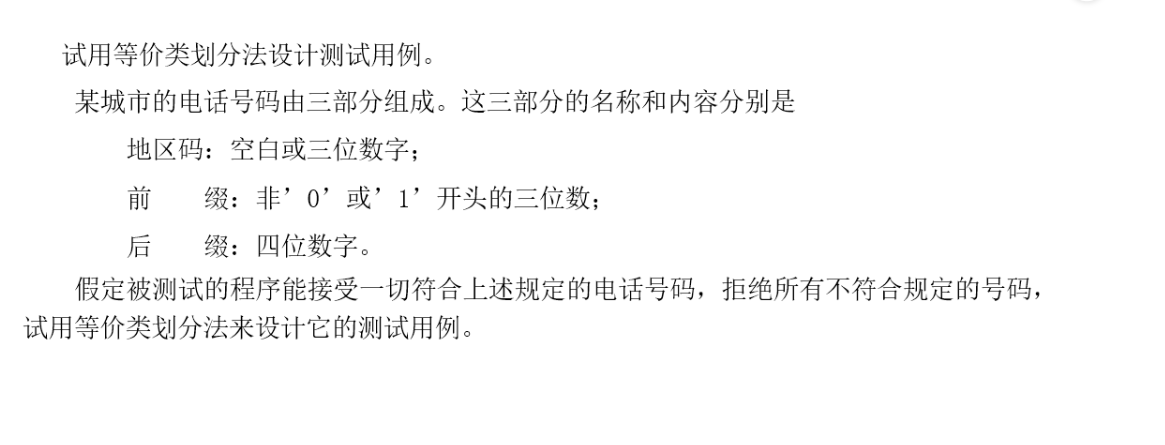 试用等价类划分法设计测试用例。
某城市的电话号码由三部分组成。这三部分的名称和内容分别是
地区码：空白或三位数字；
前　　缀：非’0’或’1’开头的三位数；
后　　缀：四位数字。
假定被测试的程序能接受一切符合上述规定的电话号码，拒绝所有不符合规定的号码，
试用等价类划分法来设计它的测试用例。